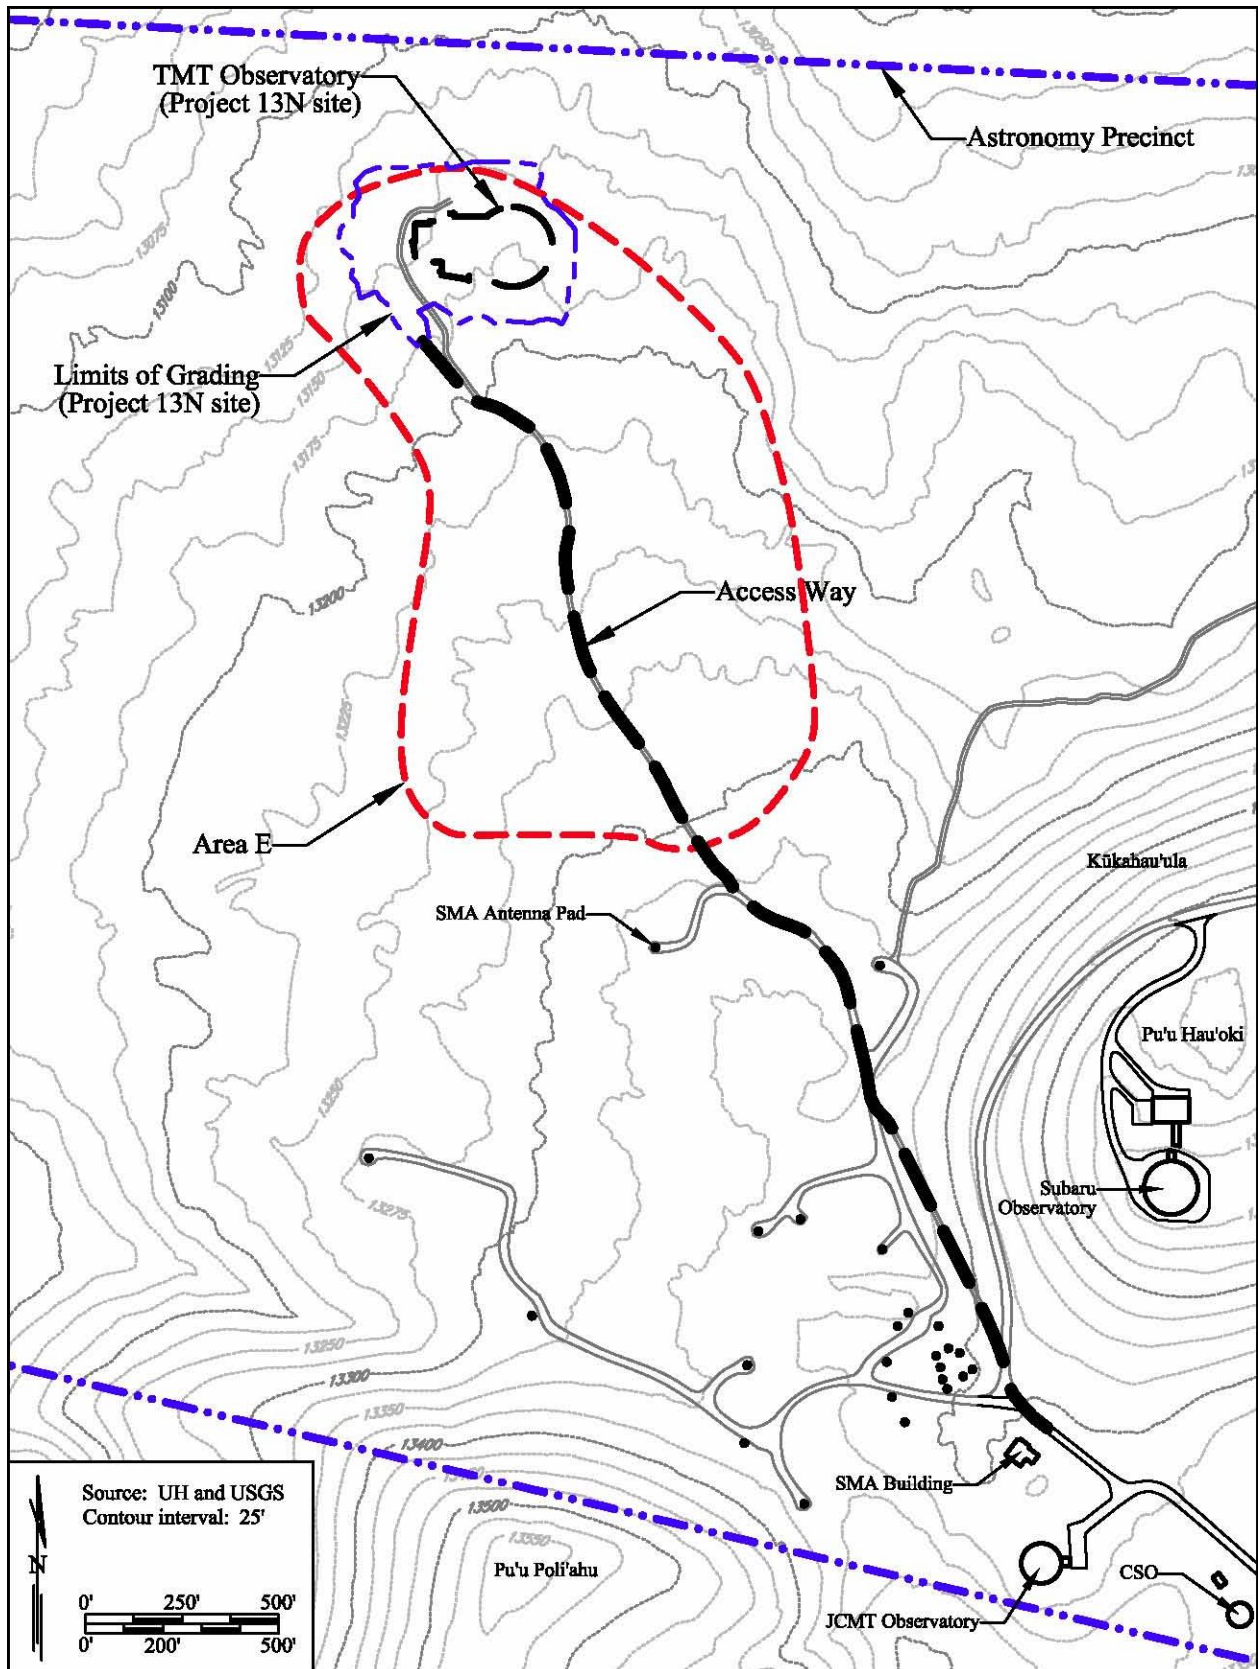 TMT Observatory
(Project 13N site)
Astronomy Precinct
13050
13075
13075
13100
13125
13150
Limits of Grading
(Project 13N site)
13175
13200
Access Way
13225
Area E
Kūkahau'ula
SMA Antenna Pad
Pu'u Hau'oki
13250
13275
Subaru
Observatory
13250
13300
13350
13400
13500
13550
SMA Building
Pu'u Poli'ahu
CSO
JCMT Observatory
Source: UH and USGS
Contour interval: 25'
N
0' 250' 500'
0' 200' 500'